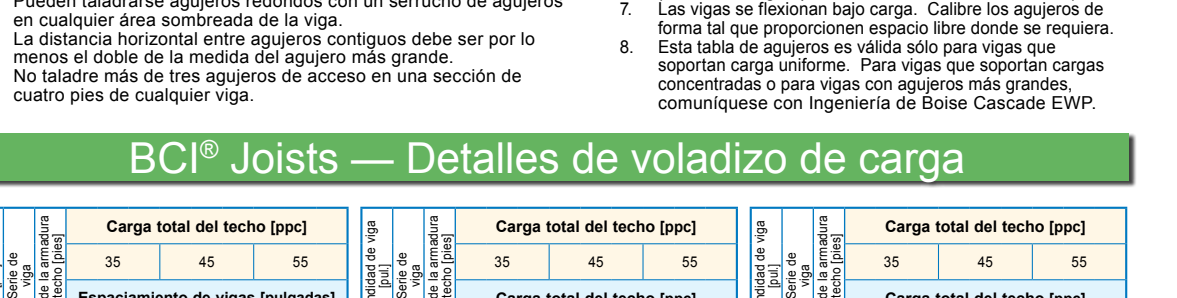 Pueden taladrarse agujeros redondos con un serrucho de agujeros
en cualquier área sombreada de la viga.
La distancia horizontal entre agujeros contiguos debe ser por lo
menos el doble de la medida del agujero más grande.
No taladre más de tres agujeros de acceso en una sección de
cuatro pies de cualquier viga.
7. Las vigas se flexionan bajo carga. Calibre los agujeros de
forma tal que proporcionen espacio libre donde se requiera.
8. Esta tabla de agujeros es válida sólo para vigas que
soportan carga uniforme. Para vigas que soportan cargas
concentradas o para vigas con agujeros más grandes,
comuníquese con Ingeniería de Boise Cascade EWP.
BCI® Joists — Detalles de voladizo de carga
Serie de
viga
de la armadura
techo [pies]
Carga total del techo [ppc]
35 45 55
Espaciamiento de vigas [pulgadas]
de viga
[pul.]
Serie de
viga
de la armadura
techo [pies]
Carga total del techo [ppc]
35 45 55
Carga total del techo [ppc]
de viga
[pul.]
Serie de
viga
de la armadura
techo [pies]
Carga total del techo [ppc]
35 45 55
Carga total del techo [ppc]